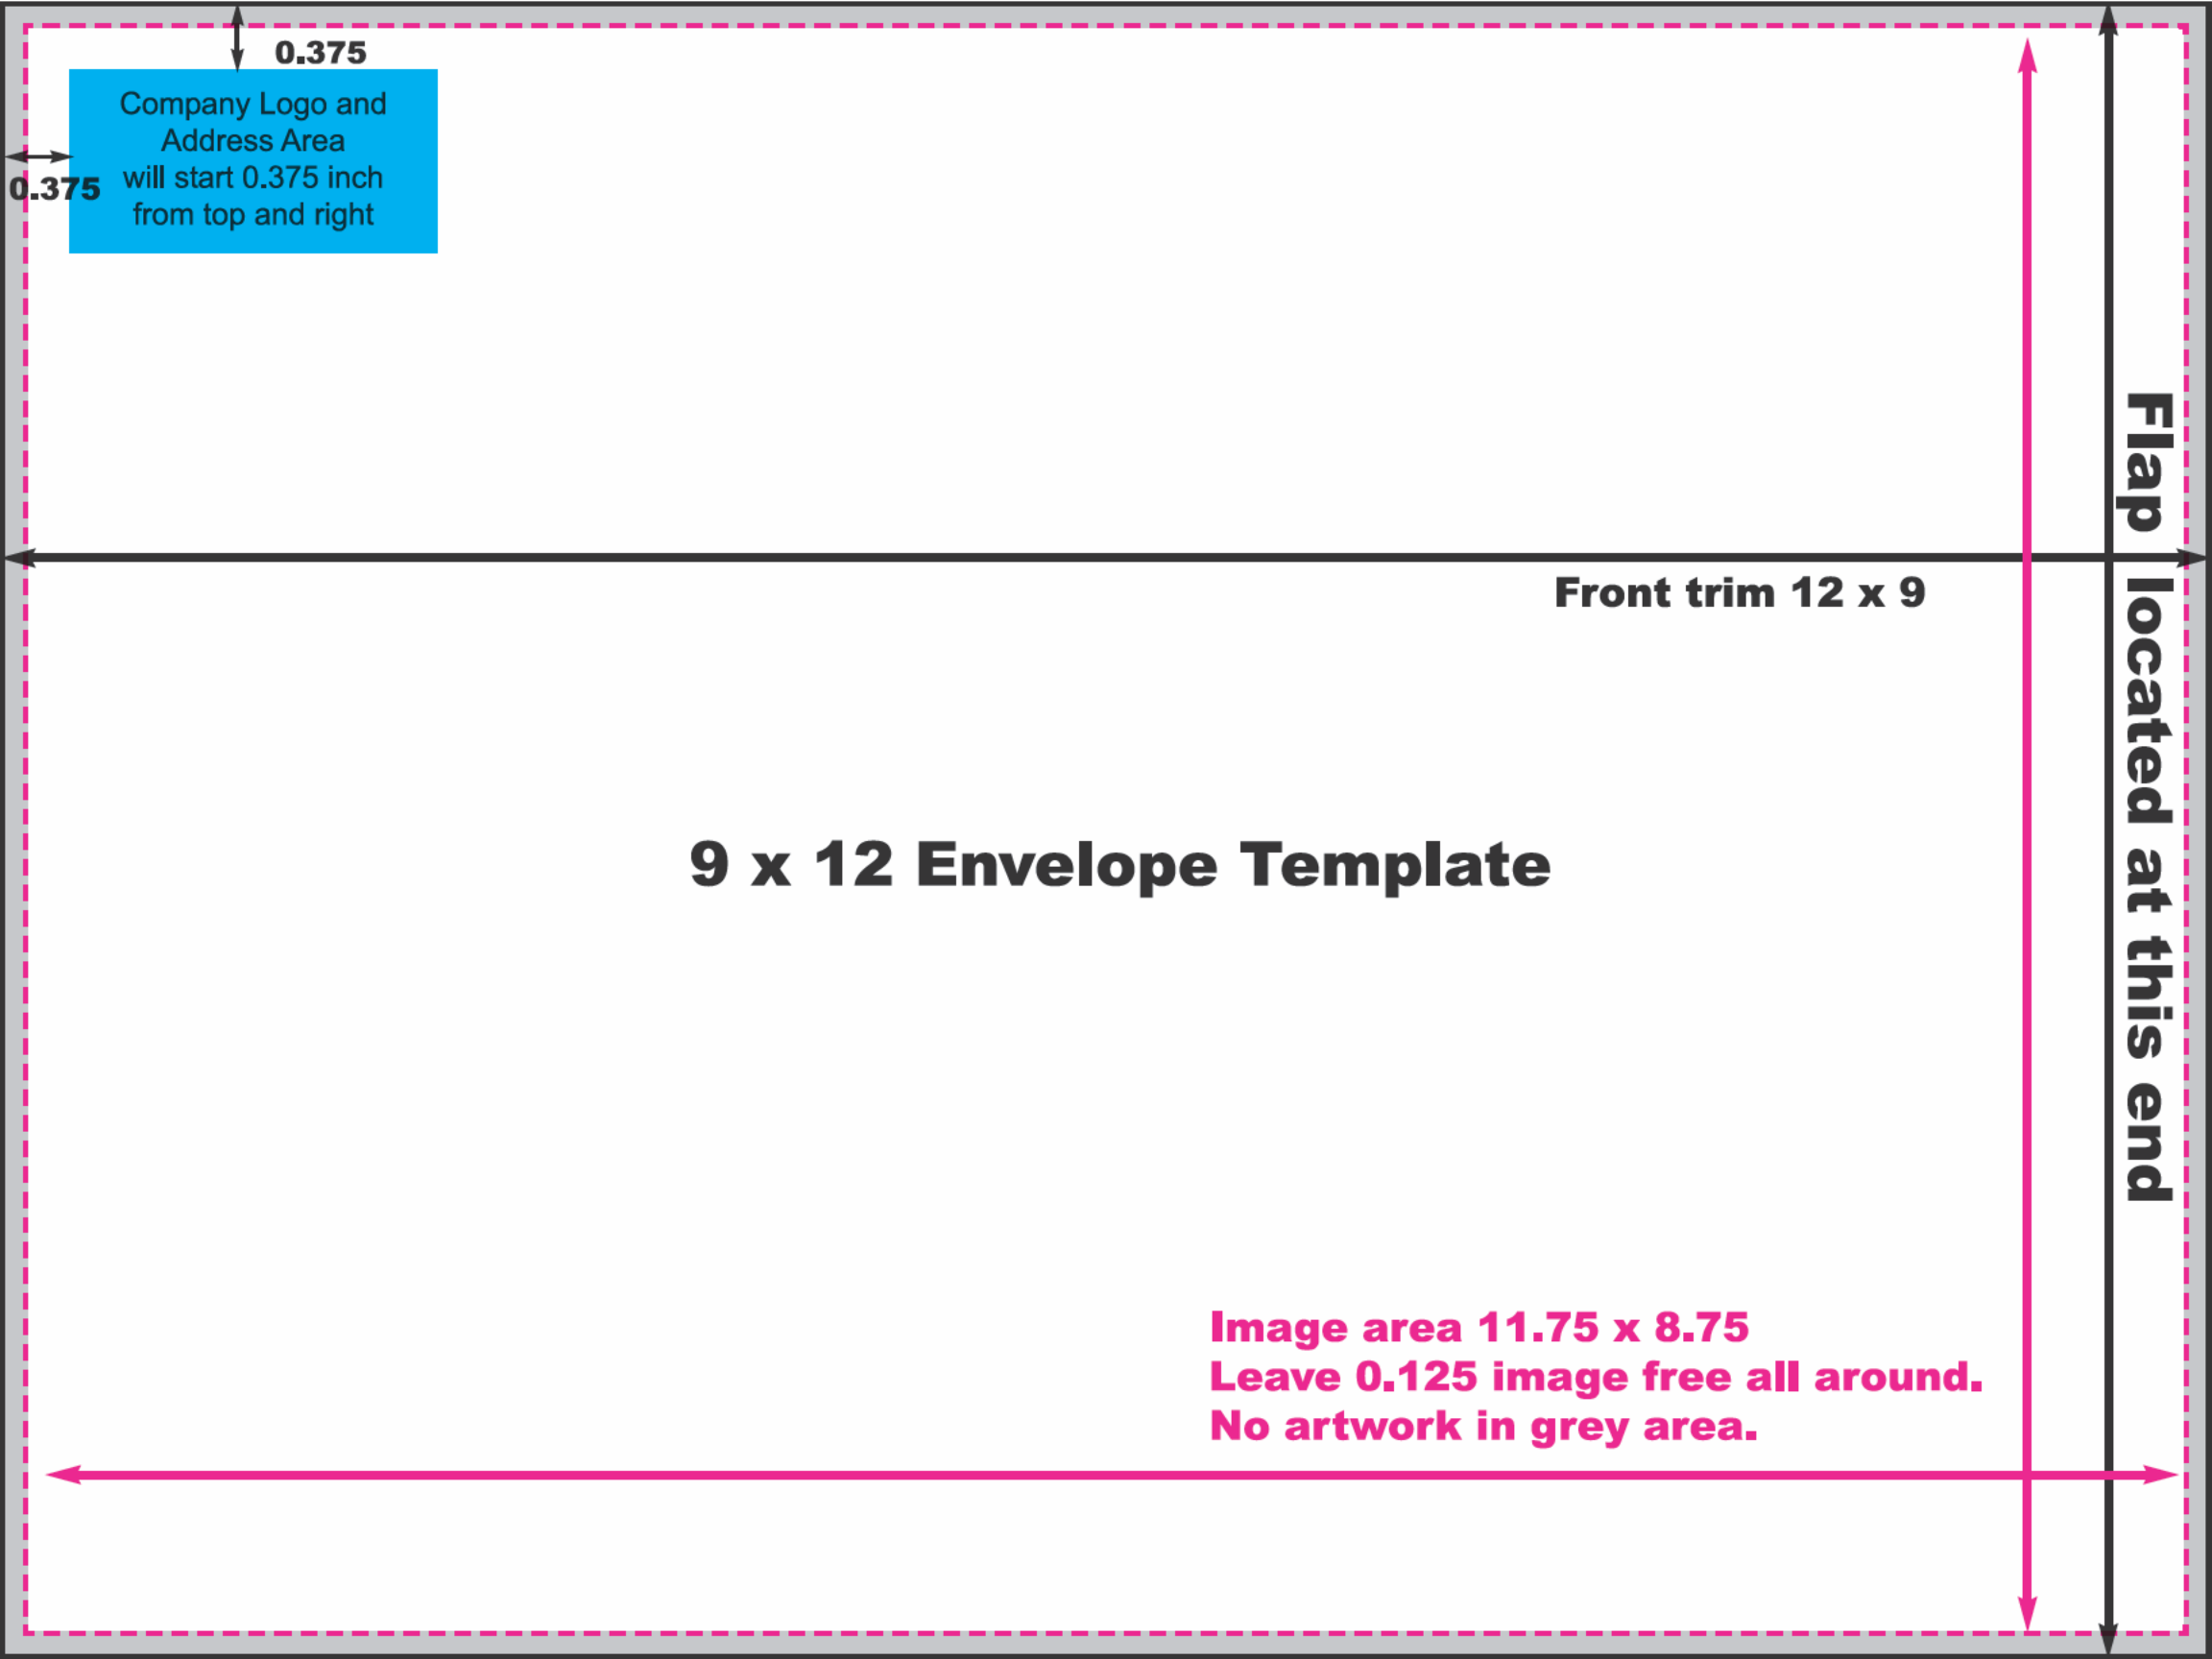 0.375
Company Logo and
Address Area
will start 0.375 inch
from top and right
0.375
Front trim 12 x 9
Flap located at this end
9 x 12 Envelope Template
Image area 11.75 x 8.75
Leave 0.125 image free all around.
No artwork in grey area.